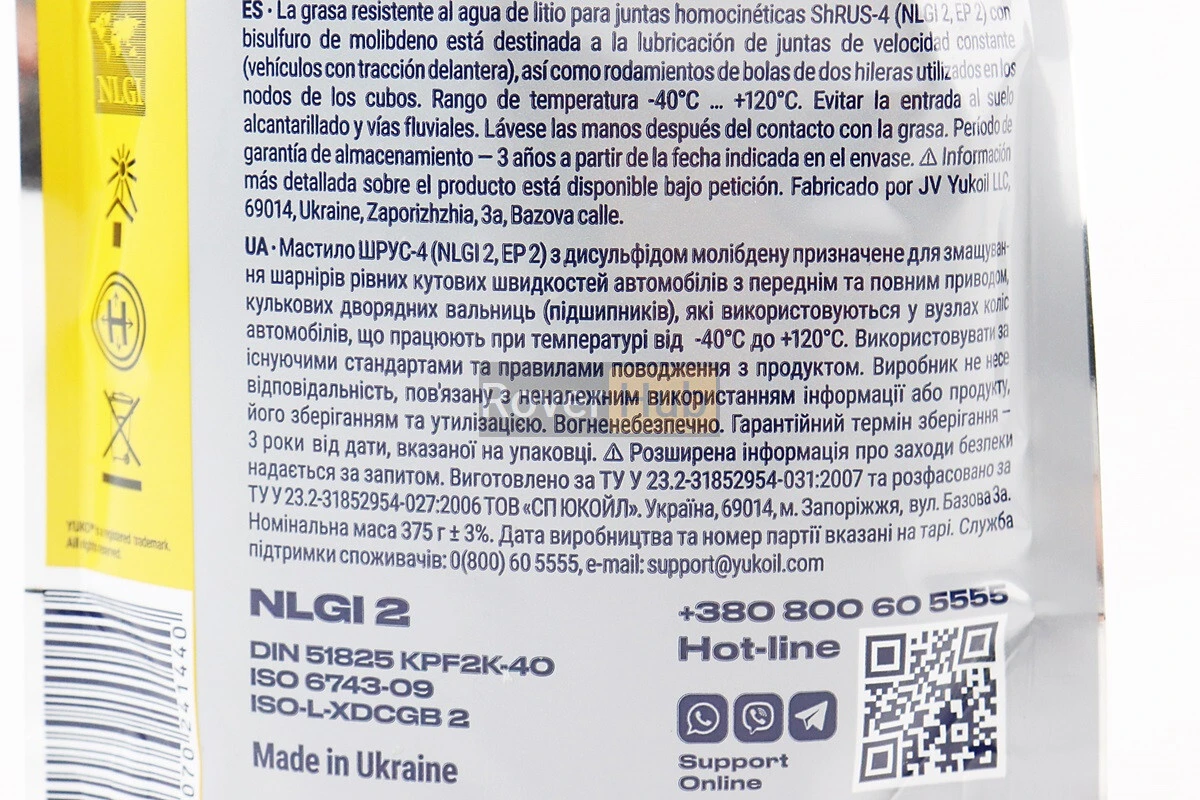 NLGI
YUKO® is registered trademark.
All rights reserved.
070 241440
ES · La grasa resistente al agua de litio para juntas homocinéticas ShRUS-4 (NLGI 2, EP 2) con
bisulfuro de molibdeno está destinada a la lubricación de juntas de velocidad constante
(vehículos con tracción delantera), así como rodamientos de bolas de dos hileras utilizados en los
nodos de los cubos. Rango de temperatura -40°C ... +120°C. Evitar la entrada al suelo
alcantarillado y vías fluviales. Lávese las manos después del contacto con la grasa. Período de
garantía de almacenamiento — 3 años a partir de la fecha indicada en el envase. ⚠ Información
más detallada sobre el producto está disponible bajo petición. Fabricado por JV Yukoil LLC,
69014, Ukraine, Zaporizhzhia, 3a, Bazova calle.
UA · Мастило ШРУС-4 (NLGI 2, EP 2) з дисульфідом молібдену призначене для змащуван-
ня шарнірів рівних кутових швидкостей автомобілів з переднім та повним приводом,
кулькових дворядних вальниць (підшипників), які використовуються у вузлах коліс
автомобілів, що працюють при температурі від -40°C до +120°C. Використовувати за
існуючими стандартами та правилами поводження з продуктом. Виробник не несе
відповідальність, пов'язану з неналежним використанням інформації або продукту,
його зберіганням та утилізацією. Вогненебезпечно. Гарантійний термін зберігання –
3 роки від дати, вказаної на упаковці. ⚠ Розширена інформація про заходи безпеки
надається за запитом. Виготовлено за ТУ У 23.2-31852954-031:2007 та розфасовано за
ТУ У 23.2-31852954-027:2006 ТОВ «СП ЮКОЙЛ». Україна, 69014, м. Запоріжжя, вул. Базова 3а.
Номінальна маса 375 г ± 3%. Дата виробництва та номер партії вказані на тарі. Служба
підтримки споживачів: 0(800) 60 5555, e-mail: support@yukoil.com
Rover Hub
NLGI 2
DIN 51825 KPF2K-40
ISO 6743-09
ISO-L-XDCGB 2
Made in Ukraine
+380 800 60 5555
Hot-line
Support
Online